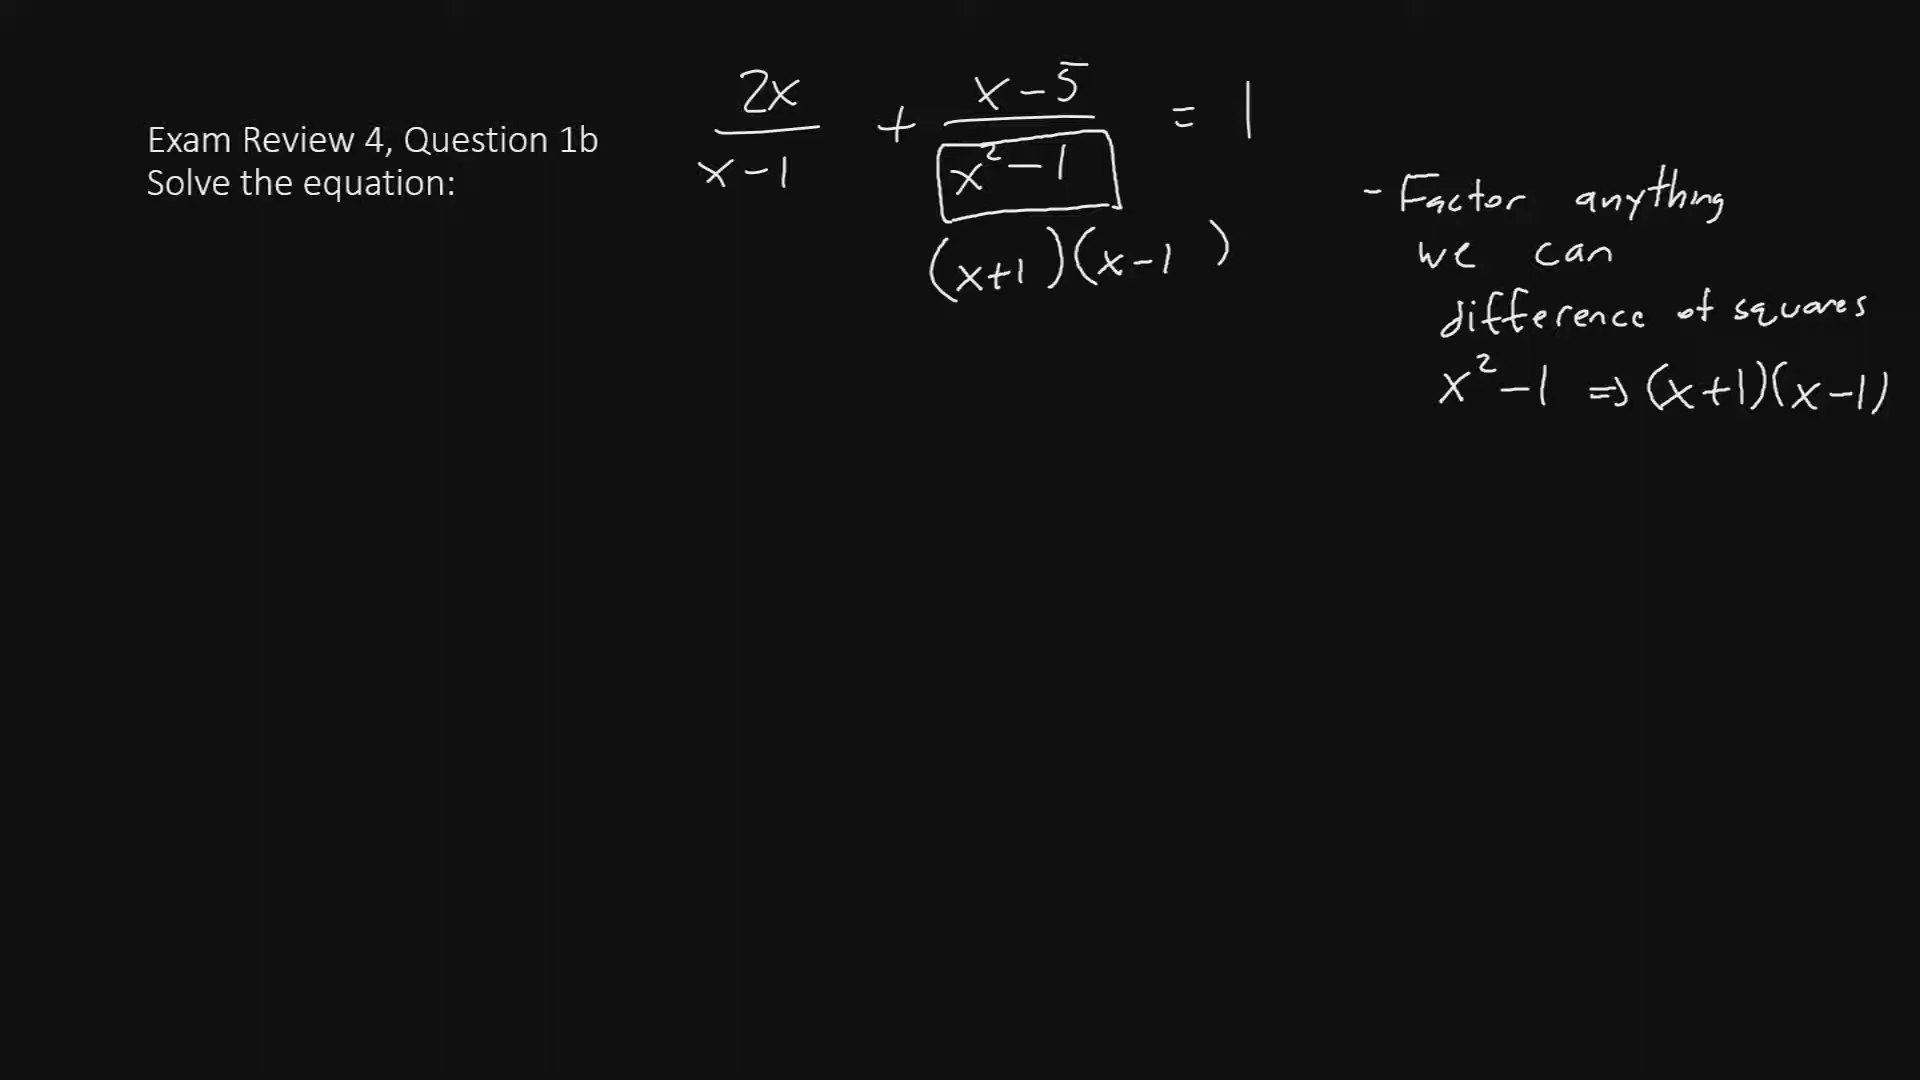 Exam Review 4, Question 1b
Solve the equation:
2x/(x-1) + (x-5)/(x²-1) = 1
(x+1)(x-1)
- Factor anything
we can
difference of squares
x²-1 ⇒ (x+1)(x-1)